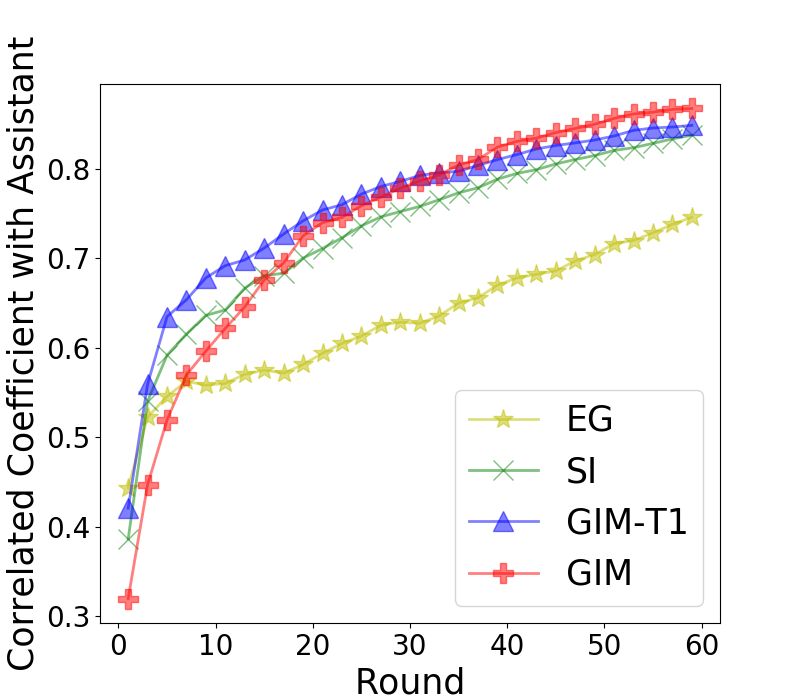 Correlated Coefficient with Assistant
0.8
0.7
0.6
0.5
0.4
0.3
0 10 20 30 40 50 60
Round
EG
SI
GIM-T1
GIM